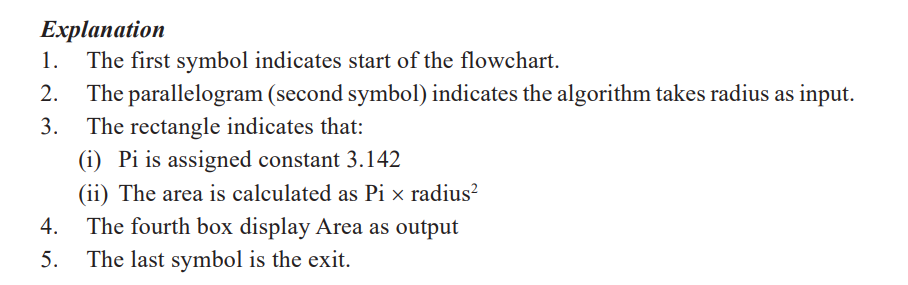 Explanation
1. The first symbol indicates start of the flowchart.
2. The parallelogram (second symbol) indicates the algorithm takes radius as input.
3. The rectangle indicates that:
(i) Pi is assigned constant 3.142
(ii) The area is calculated as Pi × radius²
4. The fourth box display Area as output
5. The last symbol is the exit.